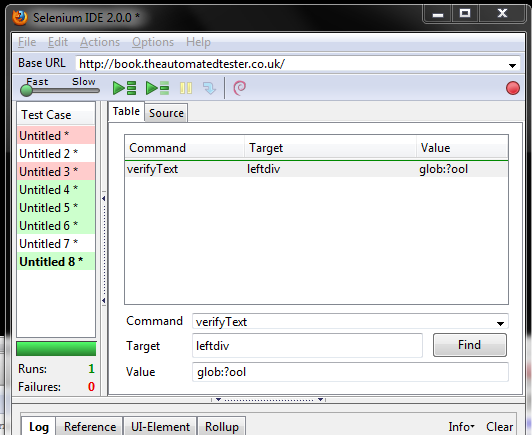 Selenium IDE 2.0.0 *
File Edit Actions Options Help
Base URL http://book.theautomatedtester.co.uk/
Fast Slow
Test Case
Untitled *
Untitled 2 *
Untitled 3 *
Untitled 4 *
Untitled 5 *
Untitled 6 *
Untitled 7 *
Untitled 8 *
Runs: 1
Failures: 0
Table Source
Command Target Value
verifyText leftdiv glob:?ool
Command verifyText
Target leftdiv Find
Value glob:?ool
Log Reference UI-Element Rollup Info Clear